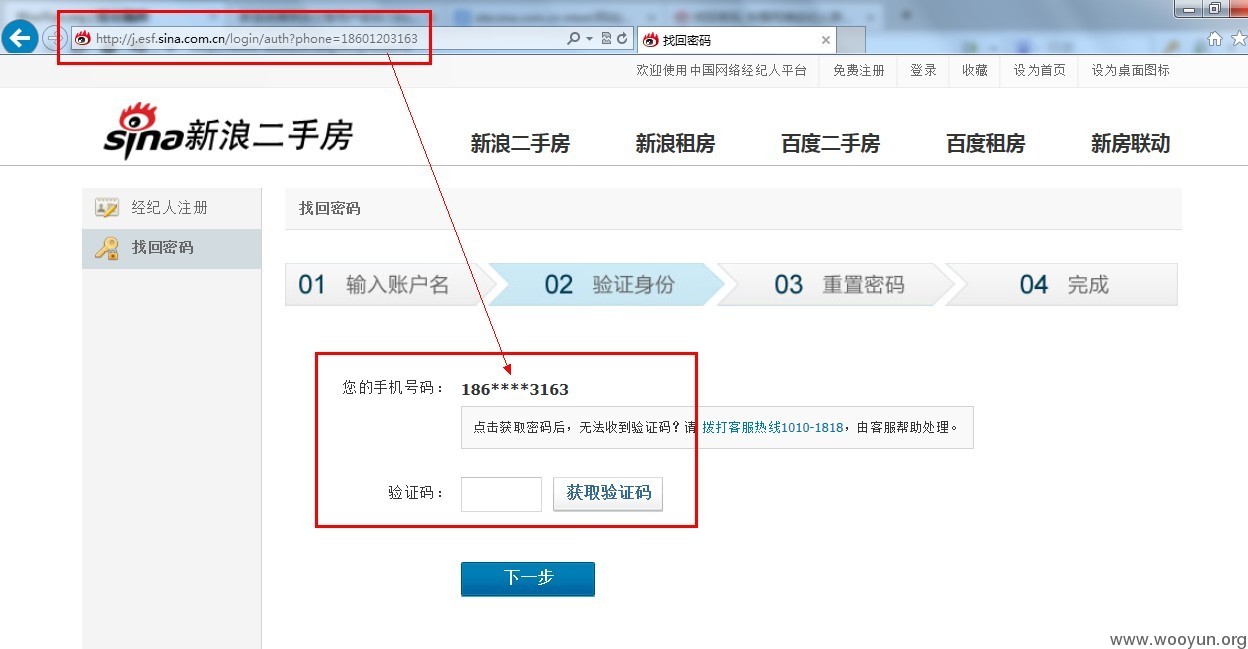 http://j.esf.sina.com.cn/login/auth?phone=18601203163
找回密码
欢迎使用中国网络经纪人平台 免费注册 登录 收藏 设为首页 设为桌面图标
sina新浪二手房
新浪二手房 新浪租房 百度二手房 百度租房 新房联动
经纪人注册
找回密码
找回密码
01 输入账户名 02 验证身份 03 重置密码 04 完成
您的手机号码： 186****3163
点击获取密码后，无法收到验证码？请 拨打客服热线1010-1818，由客服帮助处理。
验证码： 获取验证码
下一步
www.wooyun.org